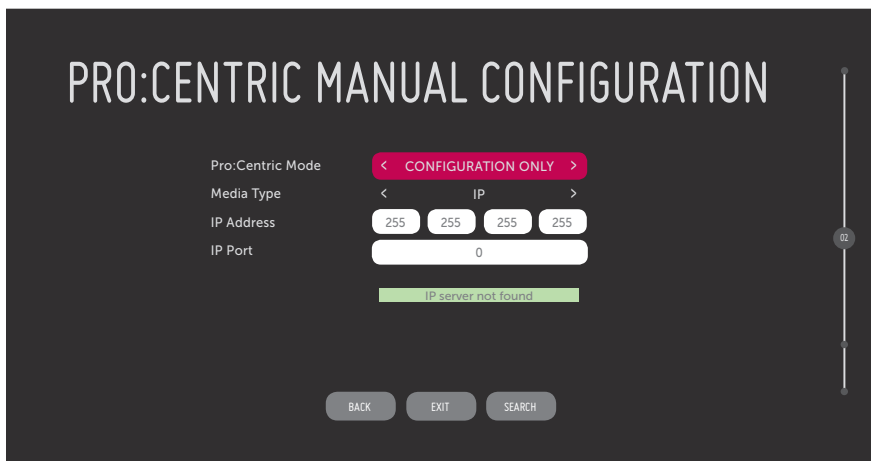 PRO:CENTRIC MANUAL CONFIGURATION
Pro:Centric Mode < CONFIGURATION ONLY >
Media Type < IP >
IP Address 255 255 255 255
IP Port 0
02
IP server not found
BACK EXIT SEARCH